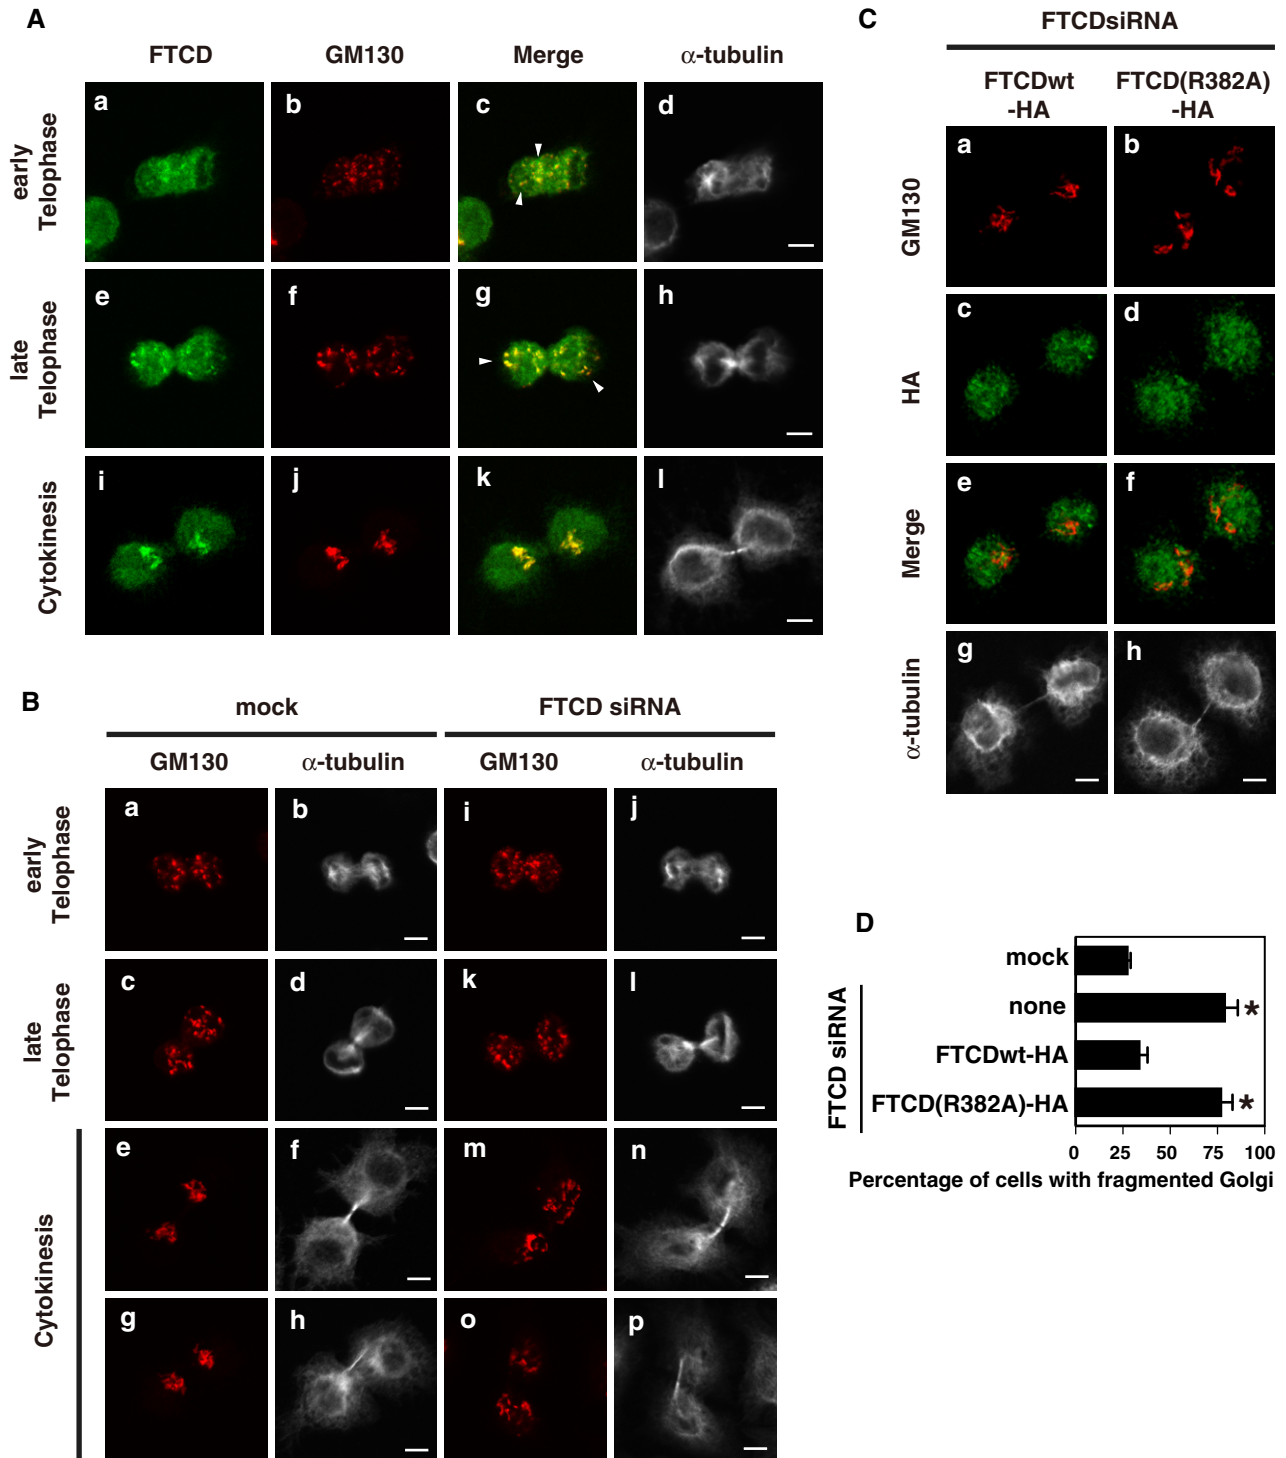 A
FTCD GM130 Merge α-tubulin
early
Telophase
a b c d
late
Telophase
e f g h
Cytokinesis
i j k l
B
mock FTCD siRNA
GM130 α-tubulin GM130 α-tubulin
early
Telophase
a b i j
late
Telophase
c d k l
Cytokinesis
e f m n
g h o p
C
FTCDsiRNA
FTCDwt
-HA
FTCD(R382A)
-HA
GM130
a b
HA
c d
Merge
e f
α-tubulin
g h
D
mock
FTCD siRNA
none *
FTCDwt-HA
FTCD(R382A)-HA *
0 25 50 75 100
Percentage of cells with fragmented Golgi